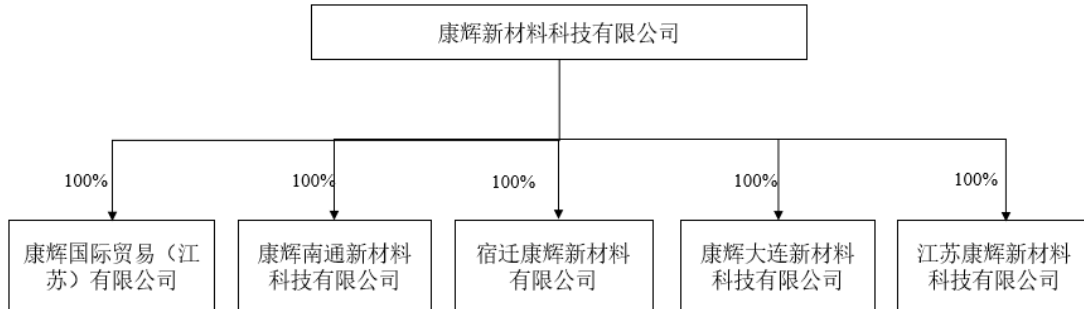 康辉新材料科技有限公司
100%
100%
100%
100%
100%
康辉国际贸易（江
苏）有限公司
康辉南通新材料
科技有限公司
宿迁康辉新材料
有限公司
康辉大连新材料
科技有限公司
江苏康辉新材料
科技有限公司